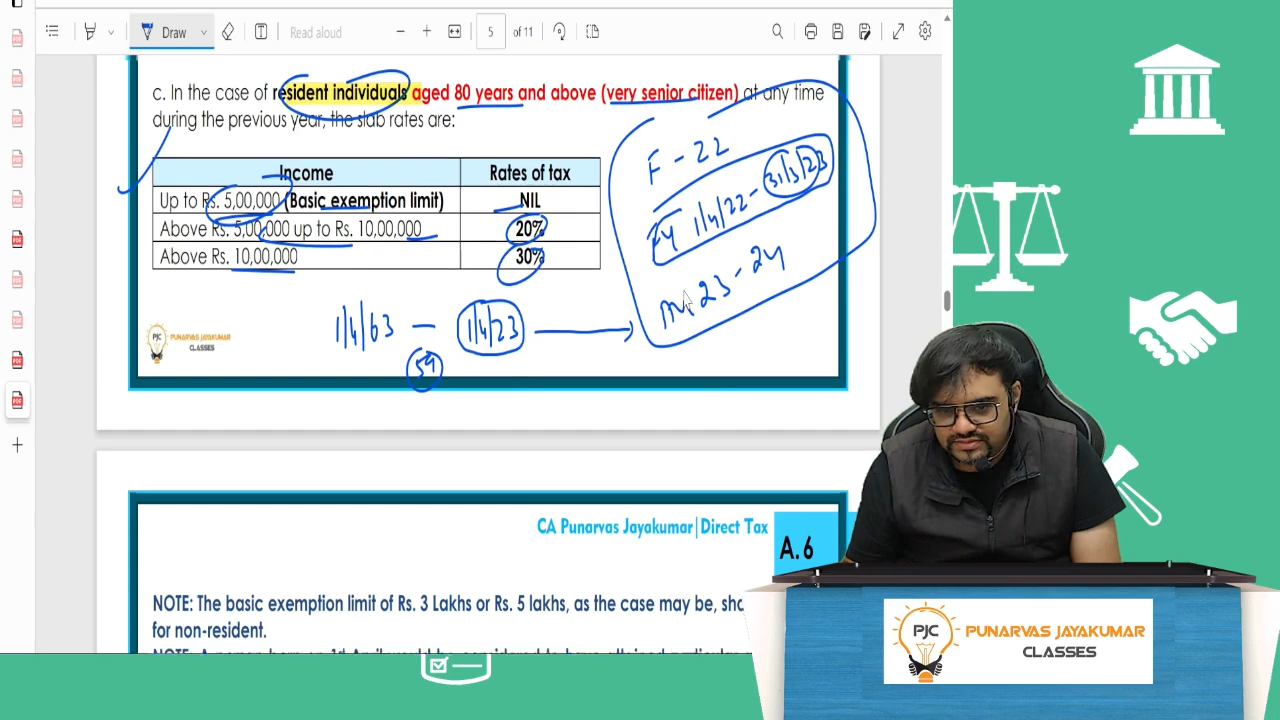 Draw
Read aloud
5 of 11
c. In the case of resident individuals aged 80 years and above (very senior citizen) at any time
during the previous year, the slab rates are:
Income Rates of tax
Up to Rs. 5,00,000 (Basic exemption limit) NIL
Above Rs. 5,00,000 up to Rs. 10,00,000 20%
Above Rs. 10,00,000 30%
F - 22
1/4/22 - 31/3/23
23-24
1/4/63 - 1/4/23
59
PJC
PUNARVAS JAYAKUMAR
CLASSES
CA Punarvas Jayakumar|Direct Tax
A.6
NOTE: The basic exemption limit of Rs. 3 Lakhs or Rs. 5 lakhs, as the case may be,
for non-resident.
PJC
PUNARVAS JAYAKUMAR
CLASSES